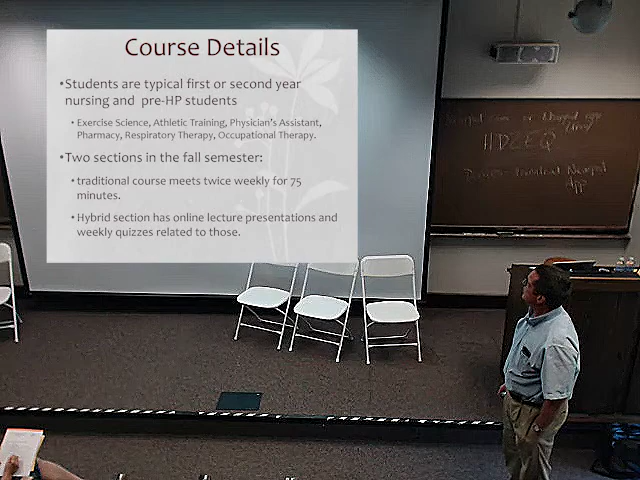 Course Details
•Students are typical first or second year
nursing and pre-HP students
•Exercise Science, Athletic Training, Physician's Assistant,
Pharmacy, Respiratory Therapy, Occupational Therapy.
•Two sections in the fall semester:
•traditional course meets twice weekly for 75
minutes.
•Hybrid section has online lecture presentations and
weekly quizzes related to those.
or
App